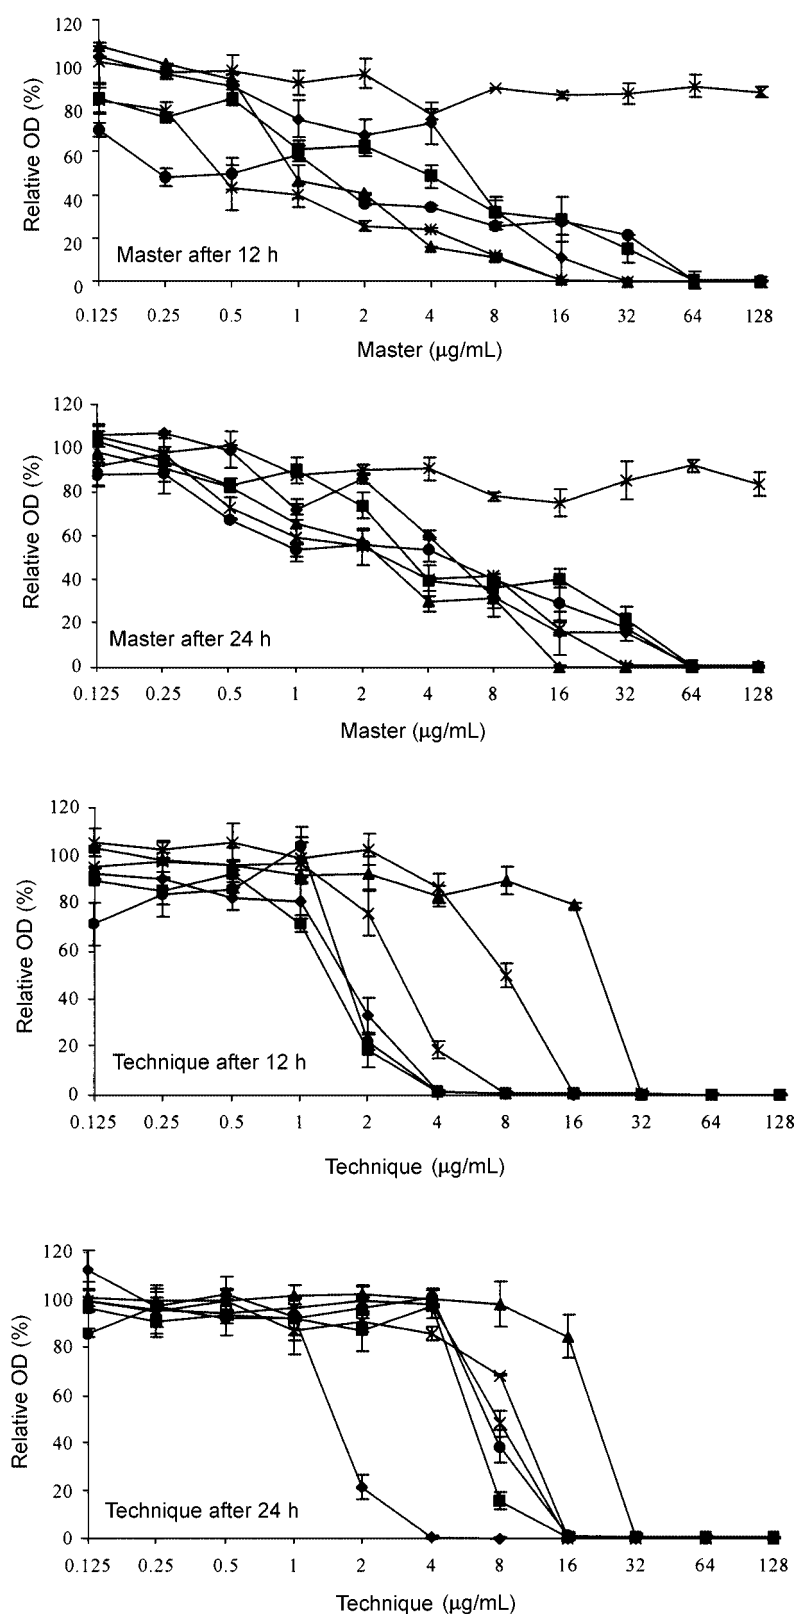 120
100
80
60
40
20
0
Relative OD (%)
Master after 12 h
0.125 0.25 0.5 1 2 4 8 16 32 64 128
Master (µg/mL)
120
100
80
60
40
20
0
Relative OD (%)
Master after 24 h
0.125 0.25 0.5 1 2 4 8 16 32 64 128
Master (µg/mL)
120
100
80
60
40
20
0
Relative OD (%)
Technique after 12 h
0.125 0.25 0.5 1 2 4 8 16 32 64 128
Technique (µg/mL)
120
100
80
60
40
20
0
Relative OD (%)
Technique after 24 h
0.125 0.25 0.5 1 2 4 8 16 32 64 128
Technique (µg/mL)